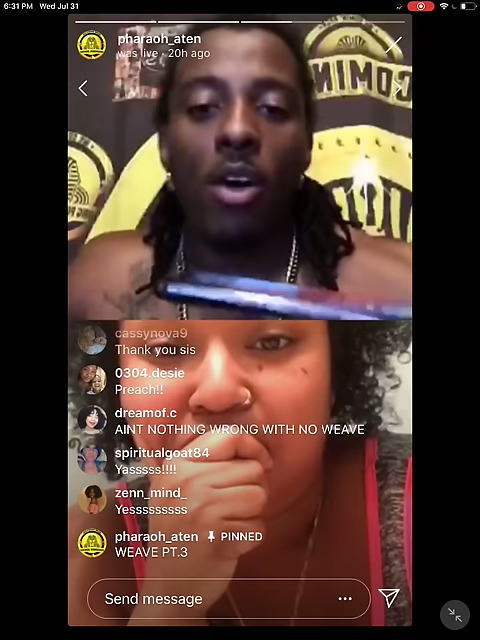 6:31 PM Wed Jul 31
pharaoh_aten
was live · 20h ago
COMIN
cassynova9
Thank you sis
0304.desie
Preach!!
dreamof.c
AINT NOTHING WRONG WITH NO WEAVE
spiritualgoat84
Yasssss!!!!
zenn_mind_
Yesssssssss
pharaoh_aten PINNED
WEAVE PT.3
Send message